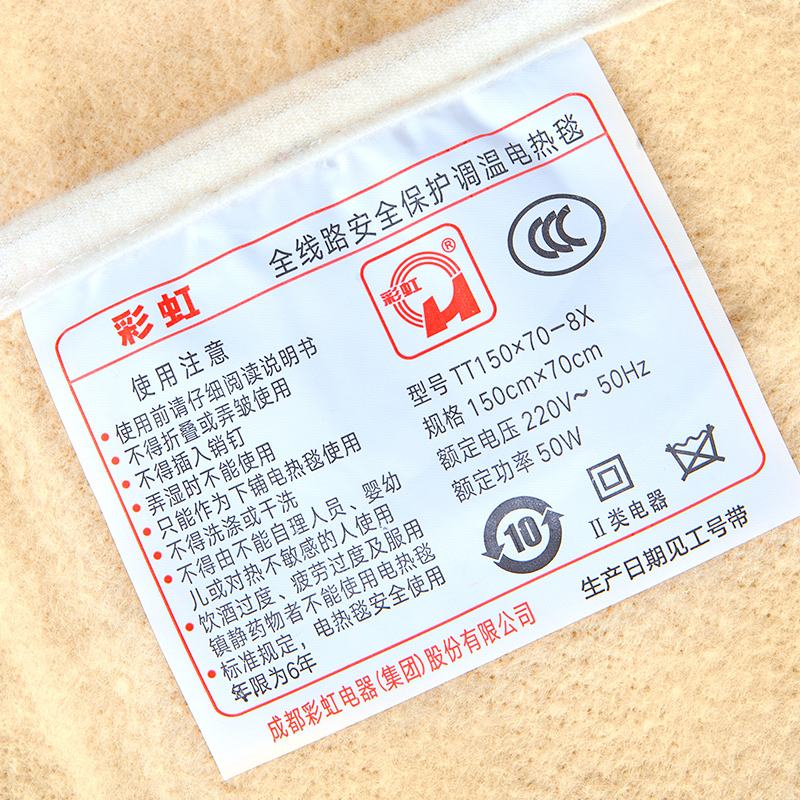 全线路安全保护调温电热毯
彩虹
彩虹
®
CCC
使用注意
• 使用前请仔细阅读说明书
• 不得折叠或弄皱使用
• 不得插入销钉
• 弄湿时不能使用
• 只能作为下铺电热毯使用
• 不得洗涤或干洗
• 不得由不能自理人员、婴幼
儿或对热不敏感的人使用
• 饮酒过度、疲劳过度及服用
镇静药物者不能使用电热毯
• 标准规定，电热毯安全使用
年限为6年
型号 TT150×70-8X
规格 150cm×70cm
额定电压 220V～ 50Hz
额定功率 50W
10
II类电器
生产日期见工号带
成都彩虹电器(集团)股份有限公司